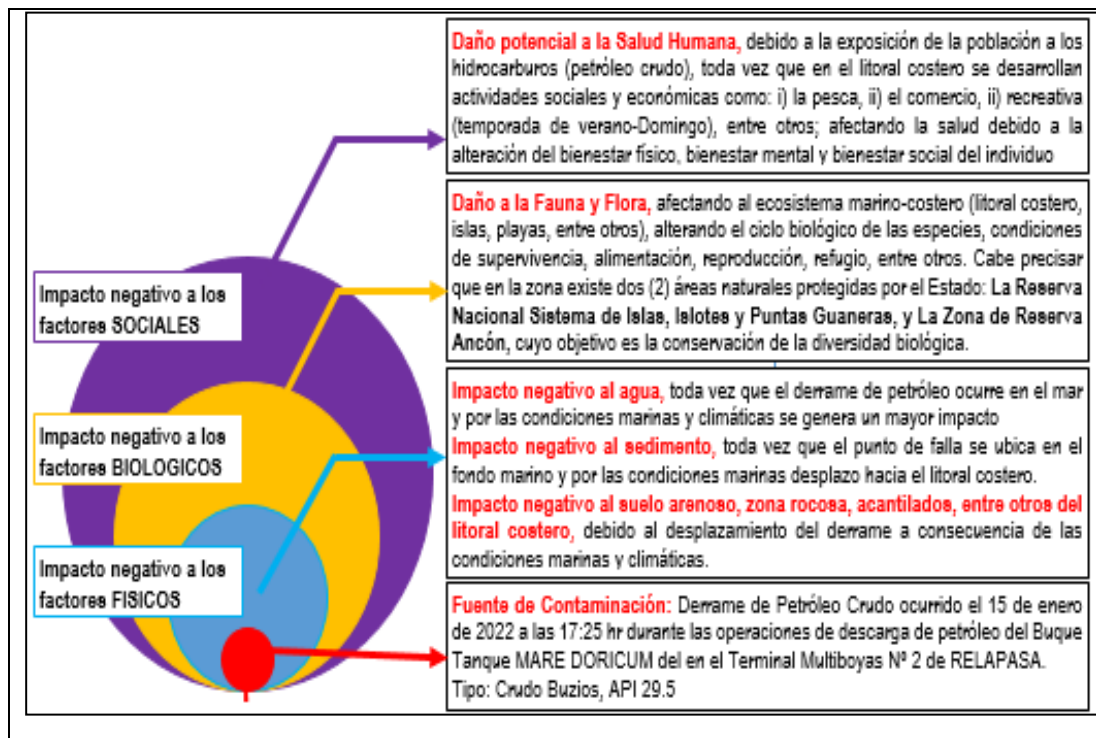 Daño potencial a la Salud Humana, debido a la exposición de la población a los
hidrocarburos (petróleo crudo), toda vez que en el litoral costero se desarrollan
actividades sociales y económicas como: i) la pesca, ii) el comercio, ii) recreativa
(temporada de verano-Domingo), entre otros; afectando la salud debido a la
alteración del bienestar físico, bienestar mental y bienestar social del individuo
Daño a la Fauna y Flora, afectando al ecosistema marino-costero (litoral costero,
islas, playas, entre otros), alterando el ciclo biológico de las especies, condiciones
de supervivencia, alimentación, reproducción, refugio, entre otros. Cabe precisar
que en la zona existe dos (2) áreas naturales protegidas por el Estado: La Reserva
Nacional Sistema de Islas, Islotes y Puntas Guaneras, y La Zona de Reserva
Ancón, cuyo objetivo es la conservación de la diversidad biológica.
Impacto negativo a los
factores SOCIALES
Impacto negativo al agua, toda vez que el derrame de petróleo ocurre en el mar
y por las condiciones marinas y climáticas se genera un mayor impacto
Impacto negativo al sedimento, toda vez que el punto de falla se ubica en el
fondo marino y por las condiciones marinas desplazo hacia el litoral costero.
Impacto negativo al suelo arenoso, zona rocosa, acantilados, entre otros del
litoral costero, debido al desplazamiento del derrame a consecuencia de las
condiciones marinas y climáticas.
Impacto negativo a los
factores BIOLOGICOS
Impacto negativo a los
factores FISICOS
Fuente de Contaminación: Derrame de Petróleo Crudo ocurrido el 15 de enero
de 2022 a las 17:25 hr durante las operaciones de descarga de petróleo del Buque
Tanque MARE DORICUM del en el Terminal Multiboyas Nº 2 de RELAPASA.
Tipo: Crudo Buzios, API 29.5